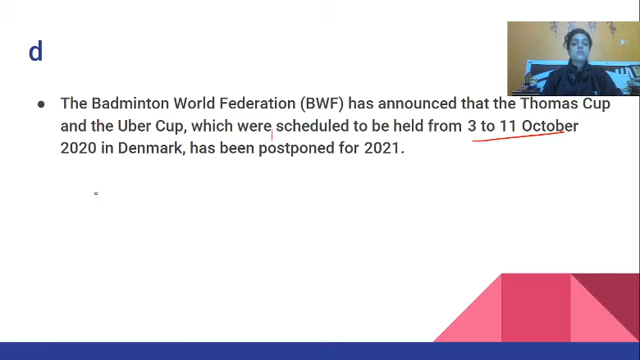 d
● The Badminton World Federation (BWF) has announced that the Thomas Cup
and the Uber Cup, which were scheduled to be held from 3 to 11 October
2020 in Denmark, has been postponed for 2021.